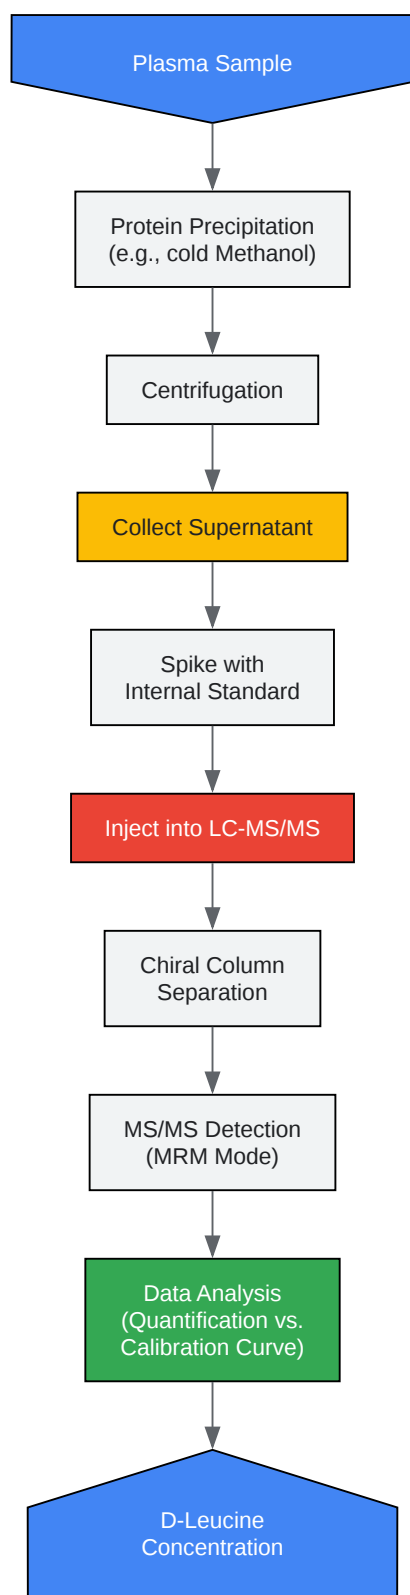 Plasma Sample
Protein Precipitation
(e.g., cold Methanol)
Centrifugation
Collect Supernatant
Spike with
Internal Standard
Inject into LC-MS/MS
Chiral Column
Separation
MS/MS Detection
(MRM Mode)
Data Analysis
(Quantification vs.
Calibration Curve)
D-Leucine
Concentration